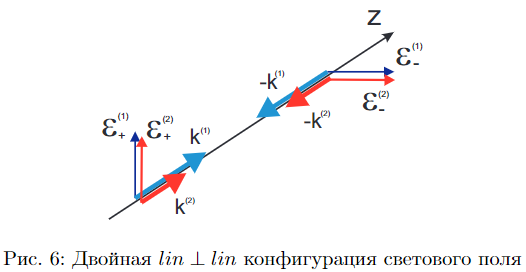 z
-k⁽¹⁾
ℰ₋⁽¹⁾
-k⁽²⁾
ℰ₋⁽²⁾
ℰ₊⁽¹⁾ ℰ₊⁽²⁾
k⁽¹⁾
k⁽²⁾
Рис. 6: Двойная lin ⊥ lin конфигурация светового поля